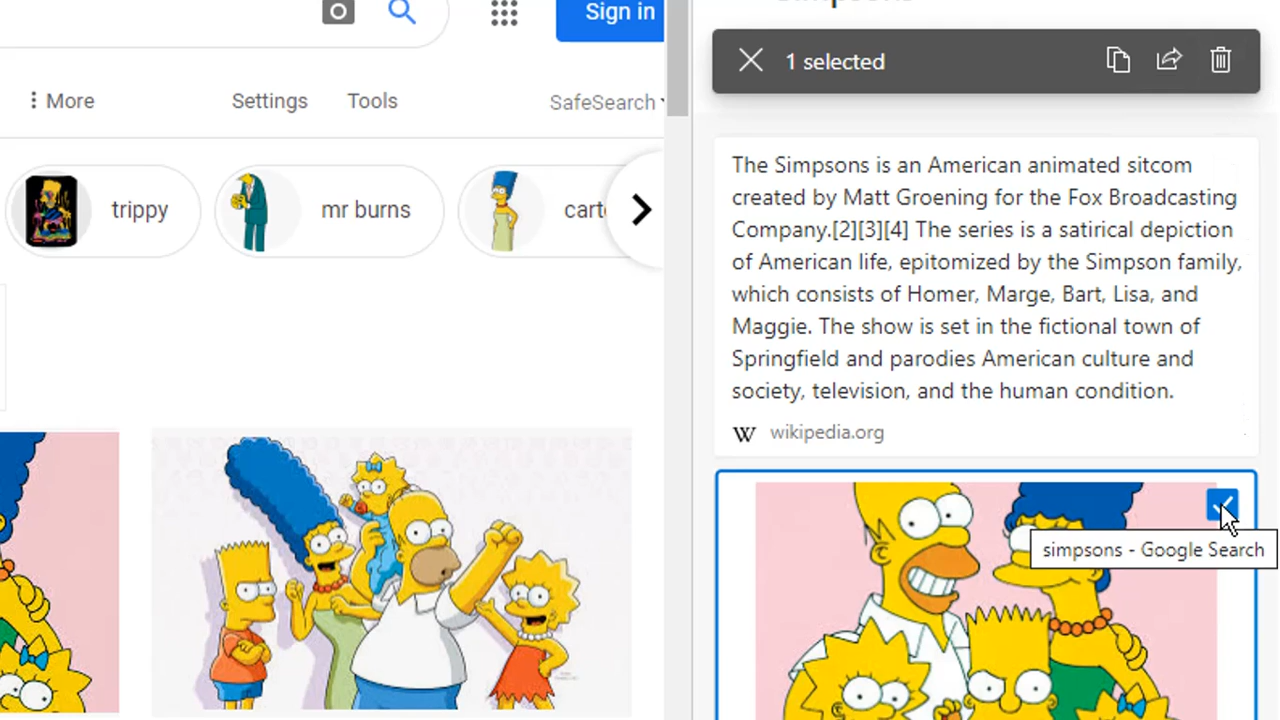 Sign in
More
Settings
Tools
SafeSearch
trippy
mr burns
1 selected
The Simpsons is an American animated sitcom
created by Matt Groening for the Fox Broadcasting
Company.[2][3][4] The series is a satirical depiction
of American life, epitomized by the Simpson family,
which consists of Homer, Marge, Bart, Lisa, and
Maggie. The show is set in the fictional town of
Springfield and parodies American culture and
society, television, and the human condition.
W wikipedia.org
simpsons - Google Search